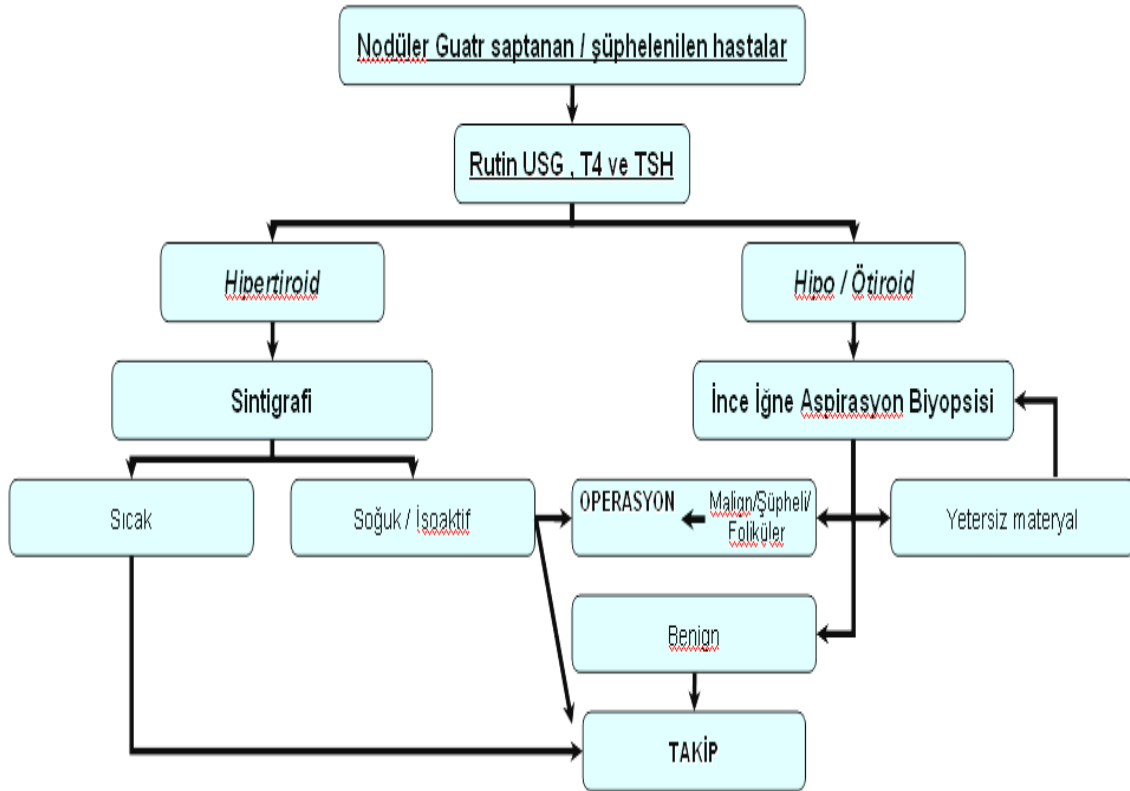 Nodüler Guatr saptanan / şüphelenilen hastalar
Rutin USG , T4 ve TSH
Hipertiroid
Hipo / Ötiroid
Sintigrafi
İnce İğne Aspirasyon Biyopsisi
Sıcak
Soğuk / İsoaktif
OPERASYON
Malign/Şüpheli/
Foliküler
Yetersiz materyal
Benign
TAKİP